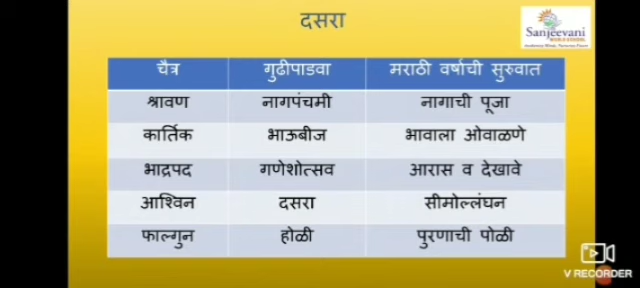 दसरा
Sanjeevani
चैत्र गुढीपाडवा मराठी वर्षाची सुरुवात
श्रावण नागपंचमी नागाची पूजा
कार्तिक भाऊबीज भावाला ओवाळणे
भाद्रपद गणेशोत्सव आरास व देखावे
आश्विन दसरा सीमोल्लंघन
फाल्गुन होळी पुरणाची पोळी
V RECORDER